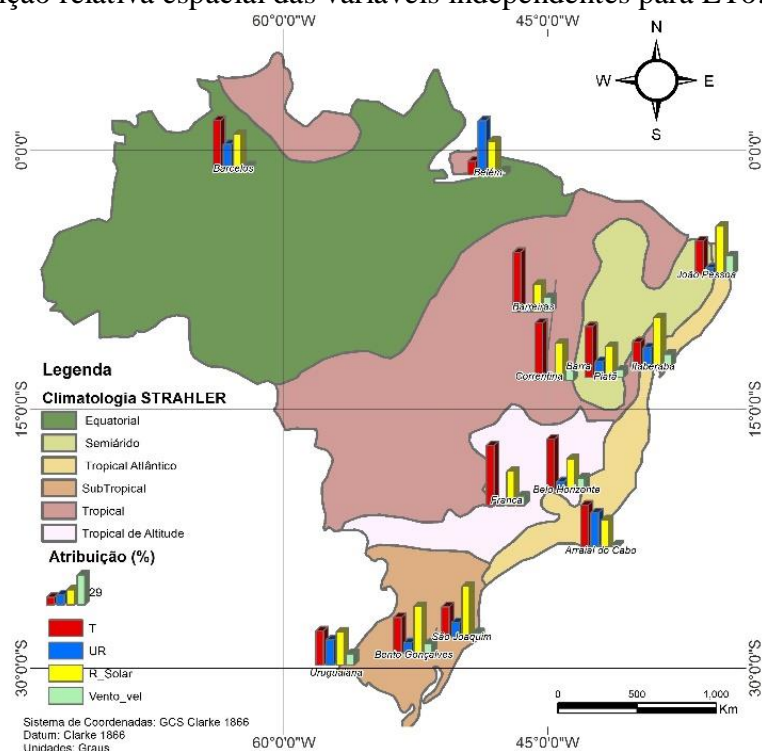 ição relativa espacial das variáveis independentes para ETo.
60°0'0"W 45°0'0"W
N
W E
S
0°0'0" 0°0'0"
Barcelos
Belém
João Pessoa
Barreiras
Legenda
Climatologia STRAHLER
Correntina
Barra
Piatã
Itaberaba
15°0'0"S 15°0'0"S
Equatorial
Semiárido
Tropical Atlântico
SubTropical
Tropical
Tropical de Altitude
Franca
Belo Horizonte
Arraial do Cabo
Atribuição (%)
29
T
UR
R_Solar
Vento_vel
São Joaquim
Bento Gonçalves
Uruguaiana
30°0'0"S 30°0'0"S
0 500 1,000
Km
Sistema de Coordenadas: GCS Clarke 1866
Datum: Clarke 1866
Unidades: Graus
60°0'0"W 45°0'0"W